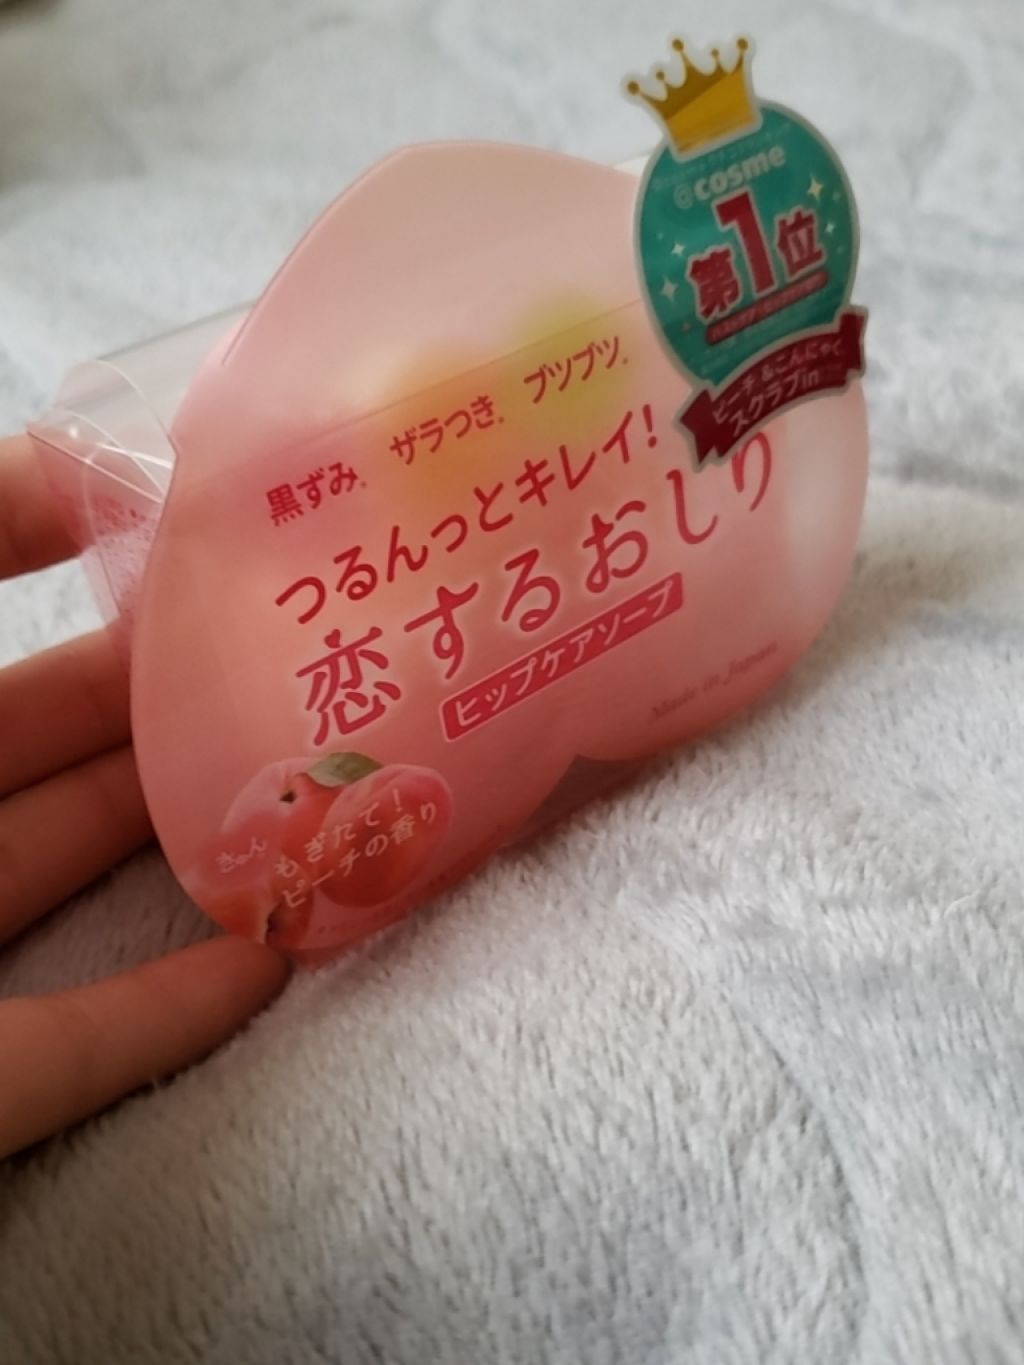 @cosme
第1位
ピーチ&こんにゃく
スクラブin
黒ずみ。 ザラつき。 ブツブツ。
つるんっとキレイ!
恋するおしり
ヒップケアソープ
Made in Japan
きゅん
もぎたて!
ピーチの香り